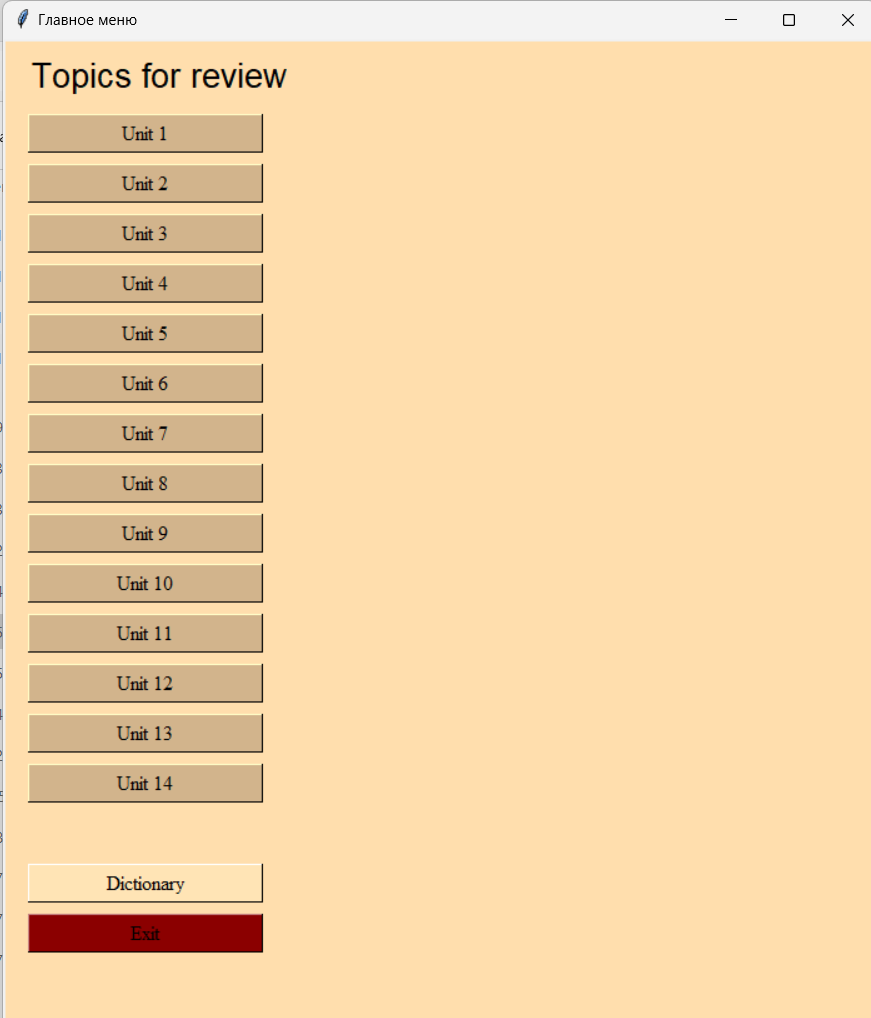 Главное меню
Topics for review
Unit 1
Unit 2
Unit 3
Unit 4
Unit 5
Unit 6
Unit 7
Unit 8
Unit 9
Unit 10
Unit 11
Unit 12
Unit 13
Unit 14
Dictionary
Exit